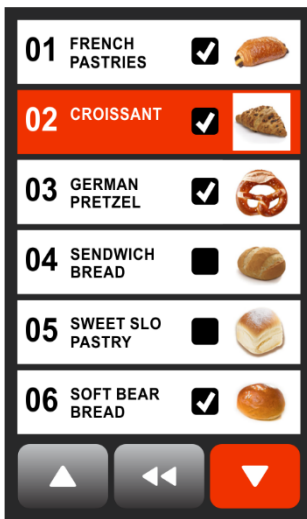 01 FRENCH
PASTRIES
02 CROISSANT
03 GERMAN
PRETZEL
04 SENDWICH
BREAD
05 SWEET SLO
PASTRY
06 SOFT BEAR
BREAD